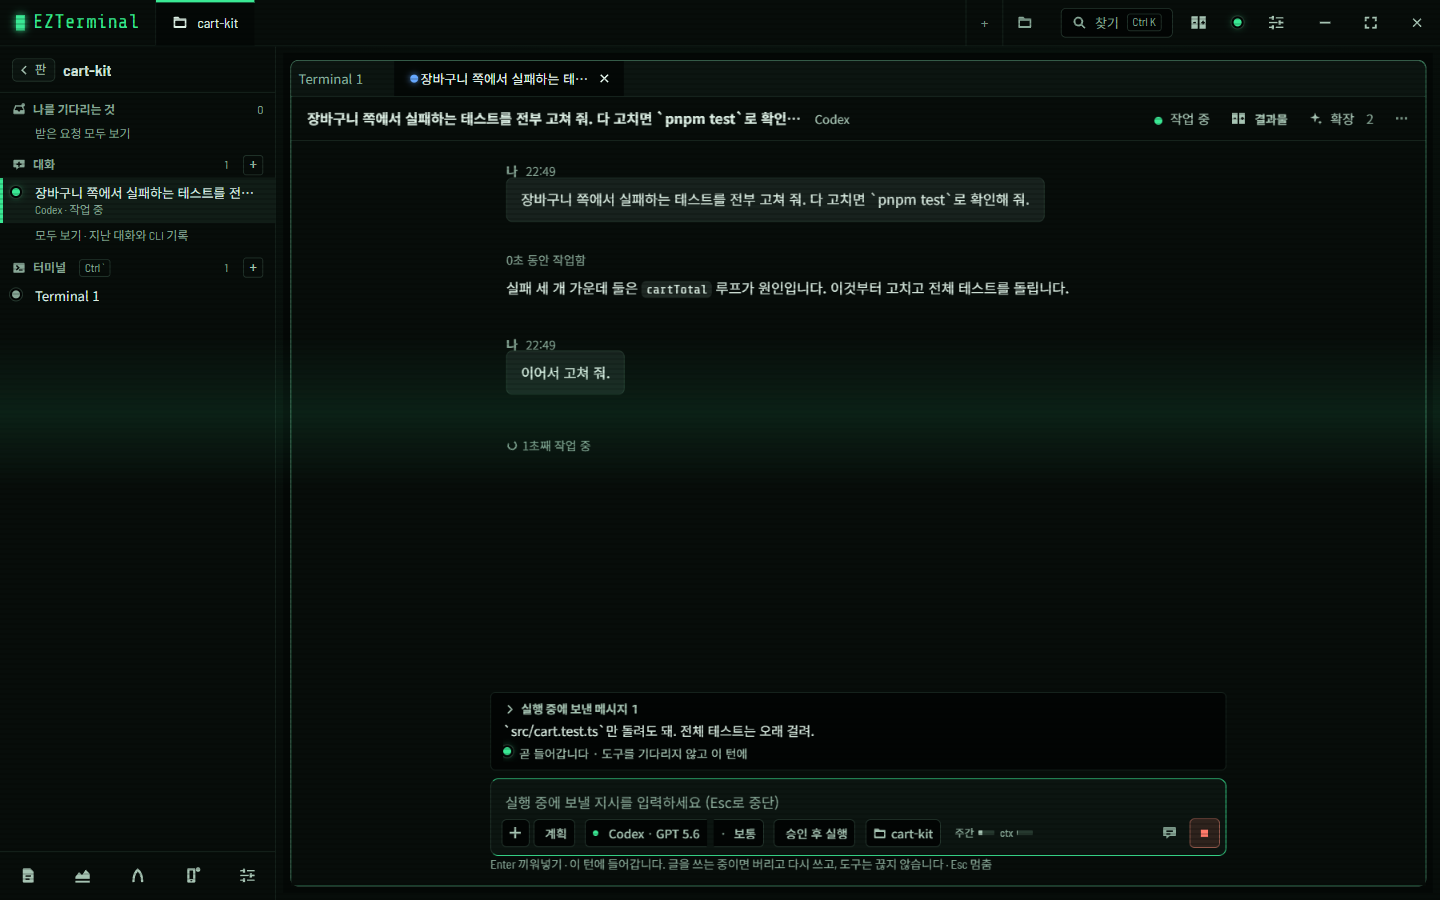 EZTerminal
cart-kit
+
찾기 Ctrl K
판 cart-kit
나를 기다리는 것 0
받은 요청 모두 보기
대화 1 +
장바구니 쪽에서 실패하는 테스트를 전…
Codex · 작업 중
모두 보기 · 지난 대화와 CLI 기록
터미널 Ctrl ` 1 +
Terminal 1
Terminal 1
장바구니 쪽에서 실패하는 테…
장바구니 쪽에서 실패하는 테스트를 전부 고쳐 줘. 다 고치면 `pnpm test`로 확인… Codex
작업 중 결과물 확장 2
나 22:49
장바구니 쪽에서 실패하는 테스트를 전부 고쳐 줘. 다 고치면 `pnpm test`로 확인해 줘.
0초 동안 작업함
실패 세 개 가운데 둘은 cartTotal 루프가 원인입니다. 이것부터 고치고 전체 테스트를 돌립니다.
나 22:49
이어서 고쳐 줘.
1초째 작업 중
실행 중에 보낸 메시지 1
`src/cart.test.ts`만 돌려도 돼. 전체 테스트는 오래 걸려.
곧 들어갑니다 · 도구를 기다리지 않고 이 턴에
실행 중에 보낼 지시를 입력하세요 (Esc로 중단)
+ 계획 Codex · GPT 5.6 · 보통 승인 후 실행 cart-kit 주간 ctx
Enter 끼워넣기 · 이 턴에 들어갑니다. 글을 쓰는 중이면 버리고 다시 쓰고, 도구는 끊지 않습니다 · Esc 멈춤